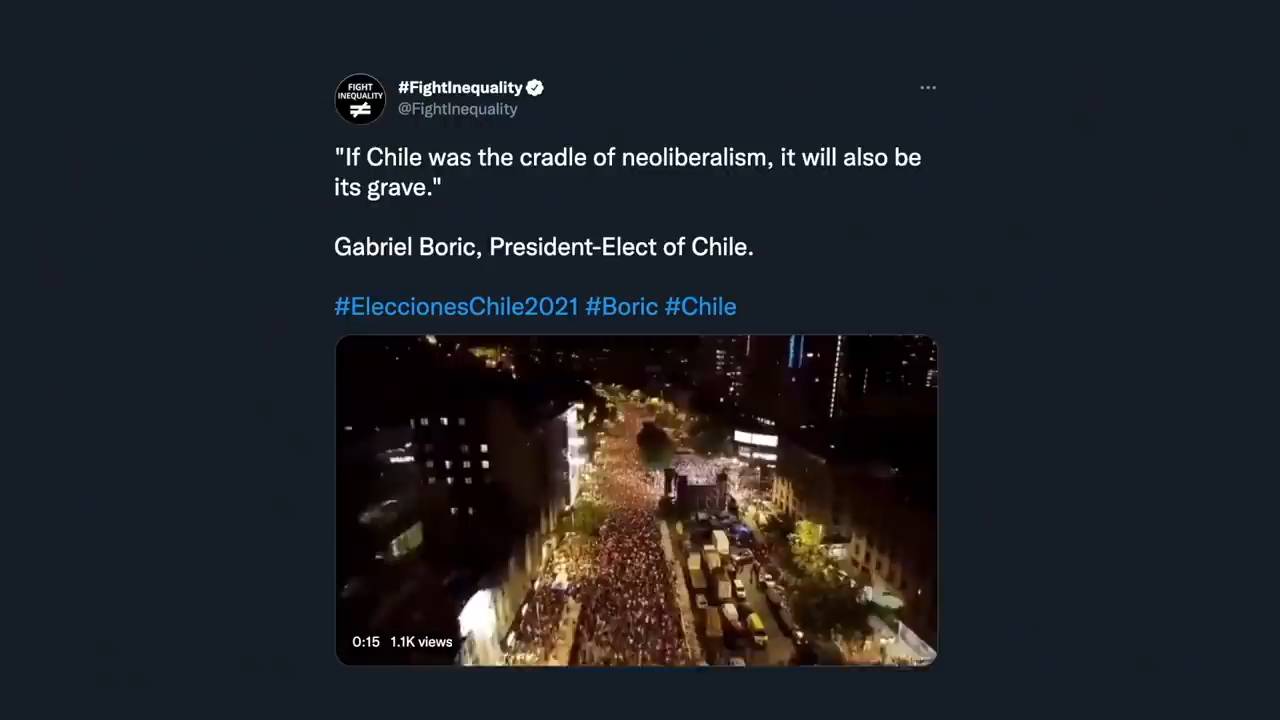 FIGHT
INEQUALITY
#FightInequality
@FightInequality
"If Chile was the cradle of neoliberalism, it will also be
its grave."
Gabriel Boric, President-Elect of Chile.
#EleccionesChile2021 #Boric #Chile
0:15 1.1K views